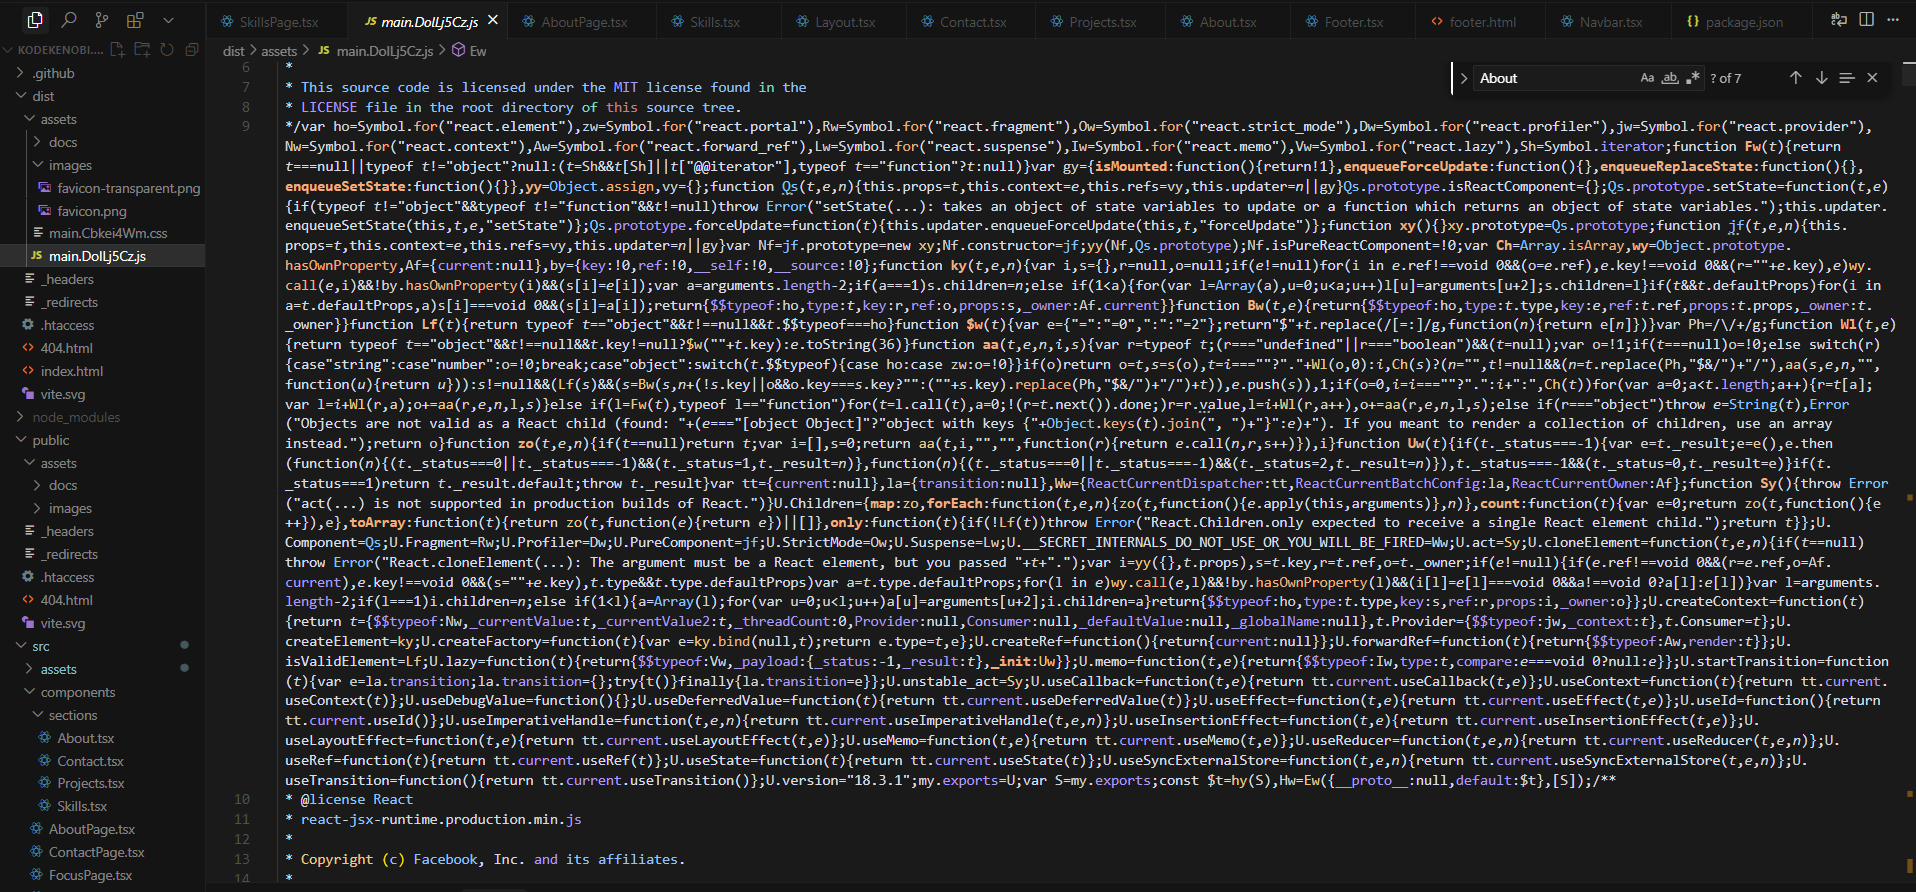 SkillsPage.tsx
JS main.DolLj5Cz.js
AboutPage.tsx
Skills.tsx
Layout.tsx
Contact.tsx
Projects.tsx
About.tsx
Footer.tsx
footer.html
Navbar.tsx
{} package.json
KODEKENOBI....
.github
dist
assets
docs
images
favicon-transparent.png
favicon.png
main.Cbkei4Wm.css
JS main.DolLj5Cz.js
_headers
_redirects
.htaccess
404.html
index.html
vite.svg
node_modules
public
assets
docs
images
_headers
_redirects
.htaccess
404.html
vite.svg
src
assets
components
sections
About.tsx
Contact.tsx
Projects.tsx
Skills.tsx
AboutPage.tsx
ContactPage.tsx
FocusPage.tsx
dist > assets > JS main.DolLj5Cz.js > Ew
About
Aa ab .*
? of 7
6 *
7 * This source code is licensed under the MIT license found in the
8 * LICENSE file in the root directory of this source tree.
9 */var ho=Symbol.for("react.element"),zw=Symbol.for("react.portal"),Rw=Symbol.for("react.fragment"),Ow=Symbol.for("react.strict_mode"),Dw=Symbol.for("react.profiler"),jw=Symbol.for("react.provider"),
Nw=Symbol.for("react.context"),Aw=Symbol.for("react.forward_ref"),Lw=Symbol.for("react.suspense"),Iw=Symbol.for("react.memo"),Vw=Symbol.for("react.lazy"),Sh=Symbol.iterator;function Fw(t){return
t===null||typeof t!="object"?null:(t=Sh&&t[Sh]||t["@@iterator"],typeof t=="function"?t:null)}var gy={isMounted:function(){return!1},enqueueForceUpdate:function(){},enqueueReplaceState:function(){},
enqueueSetState:function(){}},yy=Object.assign,vy={};function Qs(t,e,n){this.props=t,this.context=e,this.refs=vy,this.updater=n||gy}Qs.prototype.isReactComponent={};Qs.prototype.setState=function(t,e)
{if(typeof t!="object"&&typeof t!="function"&&t!=null)throw Error("setState(...): takes an object of state variables to update or a function which returns an object of state variables.");this.updater.
enqueueSetState(this,t,e,"setState")};Qs.prototype.forceUpdate=function(t){this.updater.enqueueForceUpdate(this,t,"forceUpdate")};function xy(){}xy.prototype=Qs.prototype;function jf(t,e,n){this.
props=t,this.context=e,this.refs=vy,this.updater=n||gy}var Nf=jf.prototype=new xy;Nf.constructor=jf;yy(Nf,Qs.prototype);Nf.isPureReactComponent=!0;var Ch=Array.isArray,wy=Object.prototype.
hasOwnProperty,Af={current:null},by={key:!0,ref:!0,__self:!0,__source:!0};function ky(t,e,n){var i,s={},r=null,o=null;if(e!=null)for(i in e.ref!==void 0&&(o=e.ref),e.key!==void 0&&(r=""+e.key),e)wy.
call(e,i)&&!by.hasOwnProperty(i)&&(s[i]=e[i]);var a=arguments.length-2;if(a===1)s.children=n;else if(1<a){for(var l=Array(a),u=0;u<a;u++)l[u]=arguments[u+2];s.children=l}if(t&&t.defaultProps)for(i in
a=t.defaultProps,a)s[i]===void 0&&(s[i]=a[i]);return{$$typeof:ho,type:t,key:r,ref:o,props:s,_owner:Af.current}}function Bw(t,e){return{$$typeof:ho,type:t.type,key:e,ref:t.ref,props:t.props,_owner:t.
_owner}}function Lf(t){return typeof t=="object"&&t!==null&&t.$$typeof===ho}function $w(t){var e={"=":"=0",":":"=2"};return"$"+t.replace(/[=:]/g,function(n){return e[n]})}var Ph=/\/+/g;function Wl(t,e)
{return typeof t=="object"&&t!==null&&t.key!=null?$w(""+t.key):e.toString(36)}function aa(t,e,n,i,s){var r=typeof t;(r==="undefined"||r==="boolean")&&(t=null);var o=!1;if(t===null)o=!0;else switch(r)
{case"string":case"number":o=!0;break;case"object":switch(t.$$typeof){case ho:case zw:o=!0}}if(o)return o=t,s=s(o),t=i===""?"."+Wl(o,0):i,Ch(s)?(n="",t!=null&&(n=t.replace(Ph,"$&/")+"/"),aa(s,e,n,"",
function(u){return u})):s!=null&&(Lf(s)&&(s=Bw(s,n+(!s.key||o&&o.key===s.key?"":(""+s.key).replace(Ph,"$&/")+"/")+t)),e.push(s)),1;if(o=0,i=i===""?".":i+":",Ch(t))for(var a=0;a<t.length;a++){r=t[a];
var l=i+Wl(r,a);o+=aa(r,e,n,l,s)}else if(l=Fw(t),typeof l=="function")for(t=l.call(t),a=0;!(r=t.next()).done;)r=r.value,l=i+Wl(r,a++),o+=aa(r,e,n,l,s);else if(r==="object")throw e=String(t),Error
("Objects are not valid as a React child (found: "+(e==="[object Object]"?"object with keys {"+Object.keys(t).join(", ")+"}":e)+"). If you meant to render a collection of children, use an array
instead.");return o}function zo(t,e,n){if(t==null)return t;var i=[],s=0;return aa(t,i,"","",function(r){return e.call(n,r,s++)}),i}function Uw(t){if(t._status===-1){var e=t._result;e=e(),e.then
(function(n){(t._status===0||t._status===-1)&&(t._status=1,t._result=n)},function(n){(t._status===0||t._status===-1)&&(t._status=2,t._result=n)}),t._status===-1&&(t._status=0,t._result=e)}if(t.
_status===1)return t._result.default;throw t._result}var tt={current:null},la={transition:null},Ww={ReactCurrentDispatcher:tt,ReactCurrentBatchConfig:la,ReactCurrentOwner:Af};function Sy(){throw Error
("act(...) is not supported in production builds of React.")}U.Children={map:zo,forEach:function(t,e,n){zo(t,function(){e.apply(this,arguments)},n)},count:function(t){var e=0;return zo(t,function(){e
++}),e},toArray:function(t){return zo(t,function(e){return e})||[]},only:function(t){if(!Lf(t))throw Error("React.Children.only expected to receive a single React element child.");return t}};U.
Component=Qs;U.Fragment=Rw;U.Profiler=Dw;U.PureComponent=jf;U.StrictMode=Ow;U.Suspense=Lw;U.__SECRET_INTERNALS_DO_NOT_USE_OR_YOU_WILL_BE_FIRED=Ww;U.act=Sy;U.cloneElement=function(t,e,n){if(t==null)
throw Error("React.cloneElement(...): The argument must be a React element, but you passed "+t+".");var i=yy({},t.props),s=t.key,r=t.ref,o=t._owner;if(e!=null){if(e.ref!==void 0&&(r=e.ref,o=Af.
current),e.key!==void 0&&(s=""+e.key),t.type&&t.type.defaultProps)var a=t.type.defaultProps;for(l in e)wy.call(e,l)&&!by.hasOwnProperty(l)&&(i[l]=e[l]===void 0&&a!==void 0?a[l]:e[l])}var l=arguments.
length-2;if(l===1)i.children=n;else if(1<l){a=Array(l);for(var u=0;u<l;u++)a[u]=arguments[u+2];i.children=a}return{$$typeof:ho,type:t.type,key:s,ref:r,props:i,_owner:o}};U.createContext=function(t)
{return t={$$typeof:Nw,_currentValue:t,_currentValue2:t,_threadCount:0,Provider:null,Consumer:null,_defaultValue:null,_globalName:null},t.Provider={$$typeof:jw,_context:t},t.Consumer=t};U.
createElement=ky;U.createFactory=function(t){var e=ky.bind(null,t);return e.type=t,e};U.createRef=function(){return{current:null}};U.forwardRef=function(t){return{$$typeof:Aw,render:t}};U.
isValidElement=Lf;U.lazy=function(t){return{$$typeof:Vw,_payload:{_status:-1,_result:t},_init:Uw}};U.memo=function(t,e){return{$$typeof:Iw,type:t,compare:e===void 0?null:e}};U.startTransition=function
(t){var e=la.transition;la.transition={};try{t()}finally{la.transition=e}};U.unstable_act=Sy;U.useCallback=function(t,e){return tt.current.useCallback(t,e)};U.useContext=function(t){return tt.current.
useContext(t)};U.useDebugValue=function(){};U.useDeferredValue=function(t){return tt.current.useDeferredValue(t)};U.useEffect=function(t,e){return tt.current.useEffect(t,e)};U.useId=function(){return
tt.current.useId()};U.useImperativeHandle=function(t,e,n){return tt.current.useImperativeHandle(t,e,n)};U.useInsertionEffect=function(t,e){return tt.current.useInsertionEffect(t,e)};U.
useLayoutEffect=function(t,e){return tt.current.useLayoutEffect(t,e)};U.useMemo=function(t,e){return tt.current.useMemo(t,e)};U.useReducer=function(t,e,n){return tt.current.useReducer(t,e,n)};U.
useRef=function(t){return tt.current.useRef(t)};U.useState=function(t){return tt.current.useState(t)};U.useSyncExternalStore=function(t,e,n){return tt.current.useSyncExternalStore(t,e,n)};U.
useTransition=function(){return tt.current.useTransition()};U.version="18.3.1";my.exports=U;var S=my.exports;const $t=hy(S),Hw=Ew({__proto__:null,default:$t},[S]);/**
10 * @license React
11 * react-jsx-runtime.production.min.js
12 *
13 * Copyright (c) Facebook, Inc. and its affiliates.
14 *